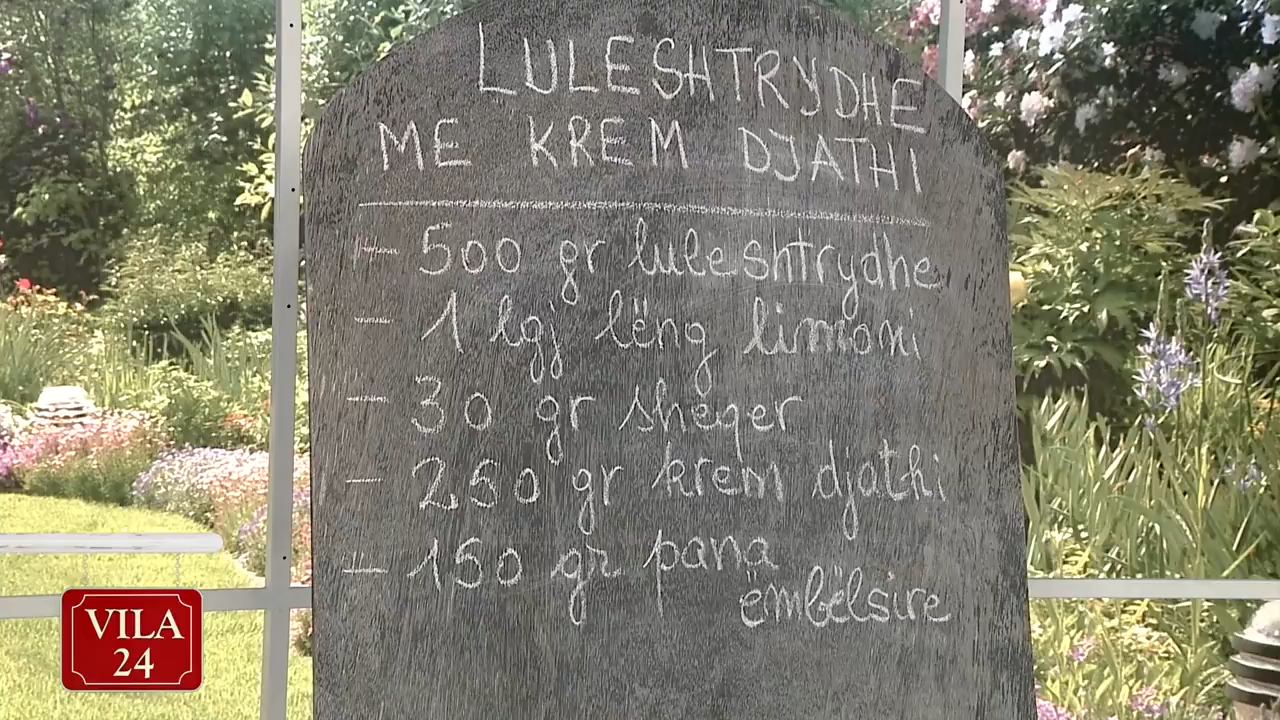 LULESHTRYDHE
ME KREM DJATHI
- 500 gr luleshtrydhe
- 1 lgj lëng limoni
- 30 gr sheqer
- 250 gr krem djathi
- 150 gr pana
ëmbëlsire
VILA
24